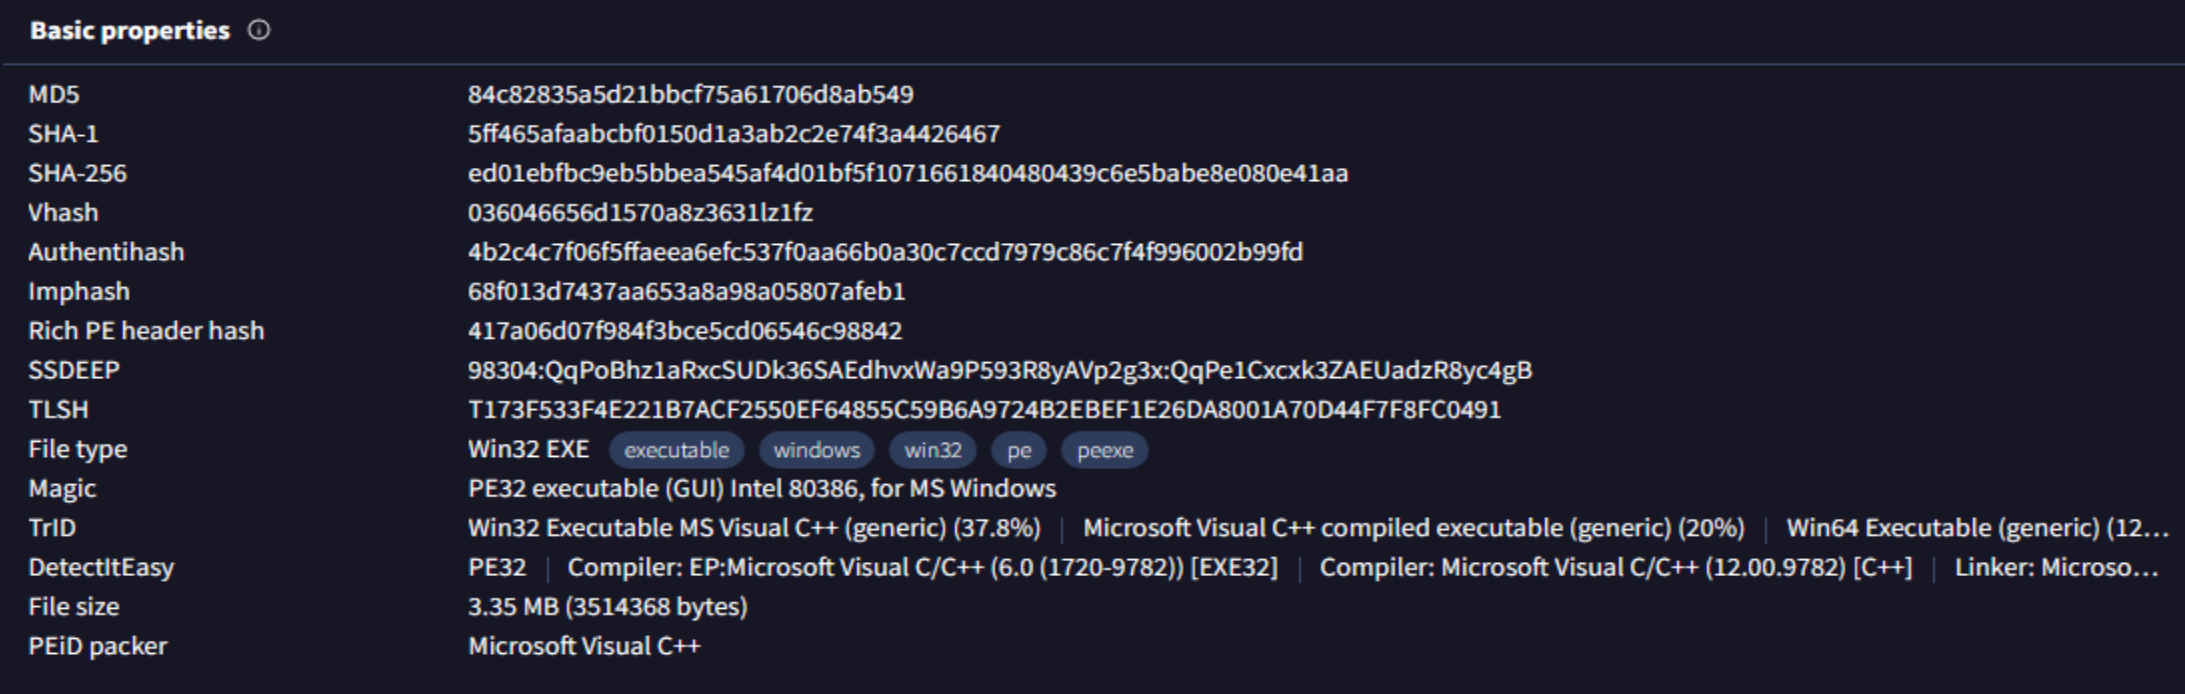 Basic properties
MD5 84c82835a5d21bbcf75a61706d8ab549
SHA-1 5ff465afaabcbf0150d1a3ab2c2e74f3a4426467
SHA-256 ed01ebfbc9eb5bbea545af4d01bf5f1071661840480439c6e5babe8e080e41aa
Vhash 036046656d1570a8z3631lz1fz
Authentihash 4b2c4c7f06f5ffaeea6efc537f0aa66b0a30c7ccd7979c86c7f4f996002b99fd
Imphash 68f013d7437aa653a8a98a05807afeb1
Rich PE header hash 417a06d07f984f3bce5cd06546c98842
SSDEEP 98304:QqPoBhz1aRxcSUDk36SAEdhvxWa9P593R8yAVp2g3x:QqPe1Cxcxk3ZAEUadzR8yc4gB
TLSH T173F533F4E221B7ACF2550EF64855C59B6A9724B2EBEF1E26DA8001A70D44F7F8FC0491
File type Win32 EXE executable windows win32 pe peexe
Magic PE32 executable (GUI) Intel 80386, for MS Windows
TrID Win32 Executable MS Visual C++ (generic) (37.8%) | Microsoft Visual C++ compiled executable (generic) (20%) | Win64 Executable (generic) (12...
DetectItEasy PE32 | Compiler: EP:Microsoft Visual C/C++ (6.0 (1720-9782)) [EXE32] | Compiler: Microsoft Visual C/C++ (12.00.9782) [C++] | Linker: Microso...
File size 3.35 MB (3514368 bytes)
PEiD packer Microsoft Visual C++